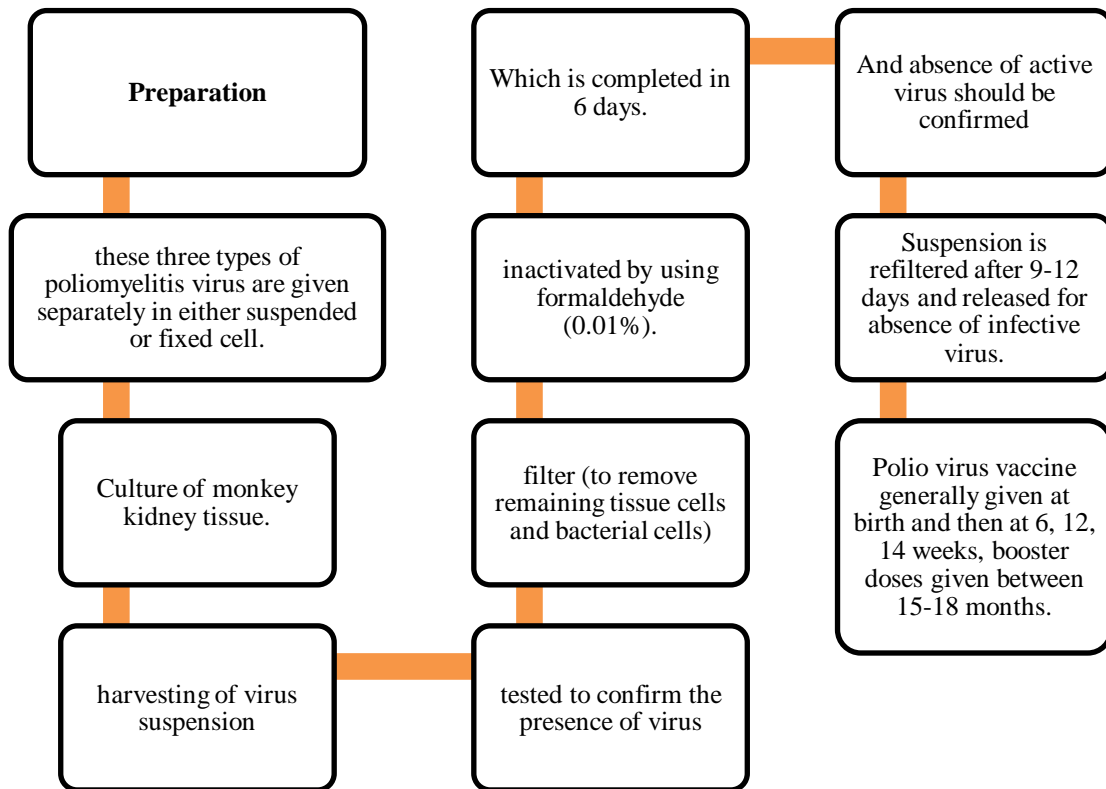 Preparation
these three types of
poliomyelitis virus are given
separately in either suspended
or fixed cell.
Culture of monkey
kidney tissue.
harvesting of virus
suspension
tested to confirm the
presence of virus
filter (to remove
remaining tissue cells
and bacterial cells)
inactivated by using
formaldehyde
(0.01%).
Which is completed in
6 days.
And absence of active
virus should be
confirmed
Suspension is
refiltered after 9-12
days and released for
absence of infective
virus.
Polio virus vaccine
generally given at
birth and then at 6, 12,
14 weeks, booster
doses given between
15-18 months.